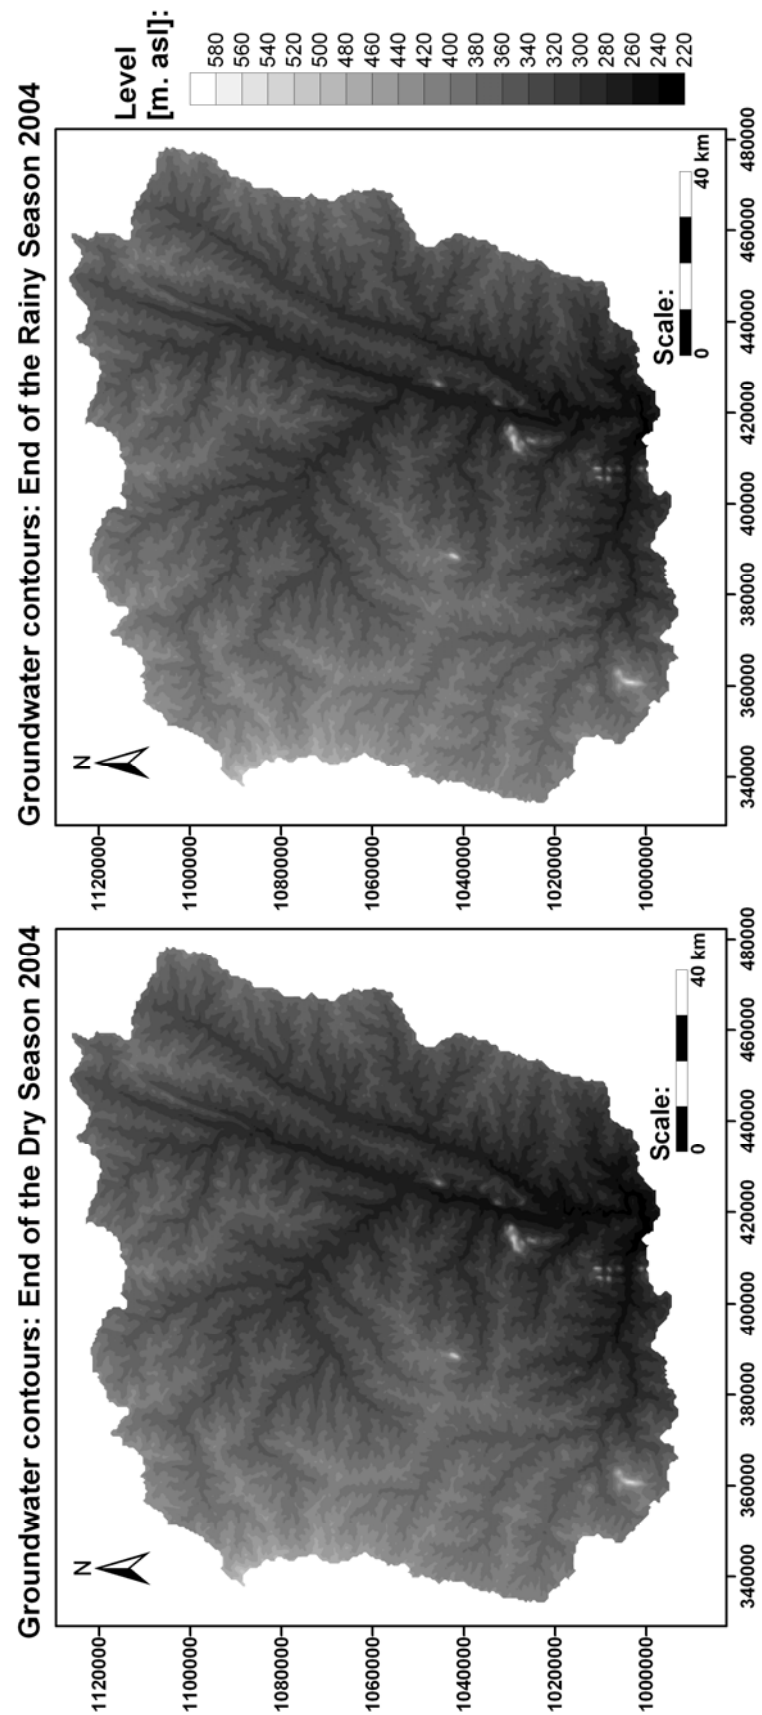 Groundwater contours: End of the Dry Season 2004
N
1120000
1100000
1080000
1060000
1040000
1020000
1000000
340000 360000 380000 400000 420000 440000 460000 480000
Scale:
0 40 km
Groundwater contours: End of the Rainy Season 2004
N
1120000
1100000
1080000
1060000
1040000
1020000
1000000
340000 360000 380000 400000 420000 440000 460000 480000
Scale:
0 40 km
Level
[m. asl]:
580
560
540
520
500
480
460
440
420
400
380
360
340
320
300
280
260
240
220